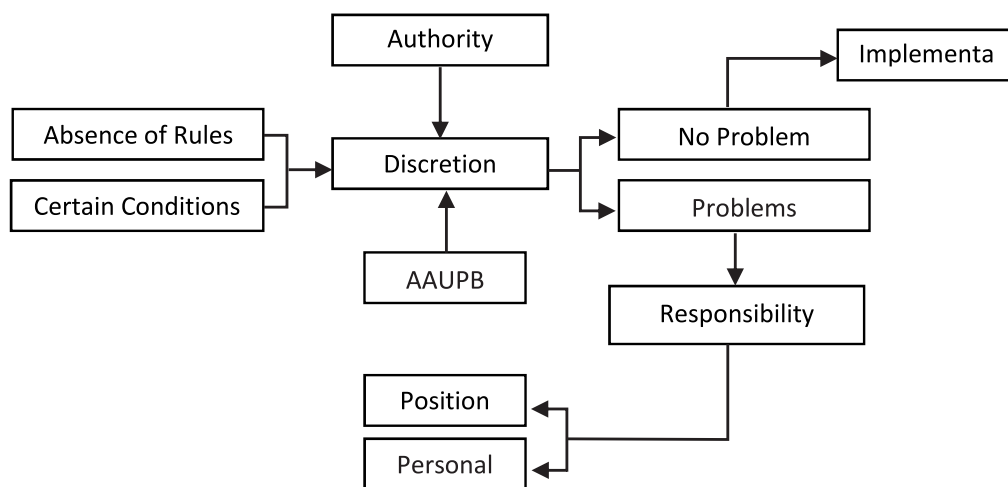 Authority
Implementa
Absence of Rules
No Problem
Discretion
Certain Conditions
Problems
AAUPB
Responsibility
Position
Personal